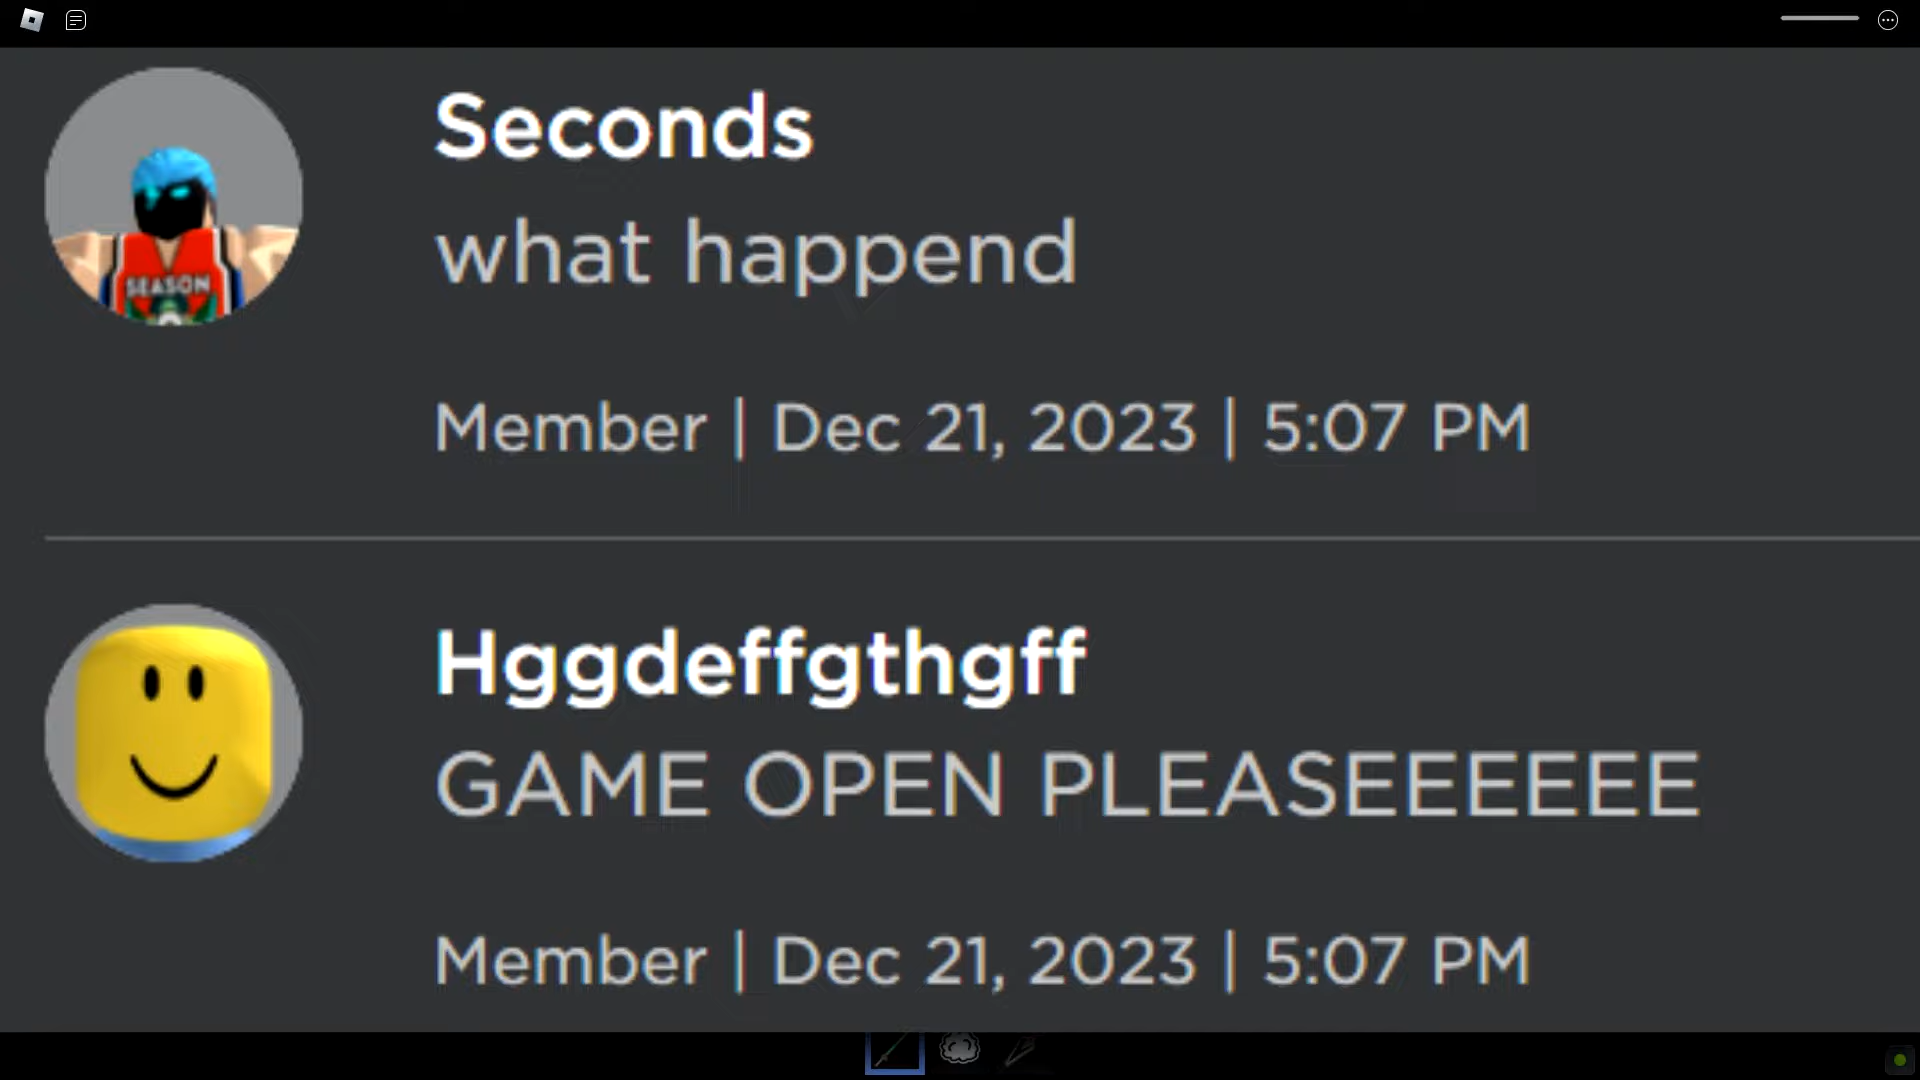 Seconds
what happend
Member | Dec 21, 2023 | 5:07 PM
SEASON
Hggdeffgthgff
GAME OPEN PLEASEEEEEE
Member | Dec 21, 2023 | 5:07 PM